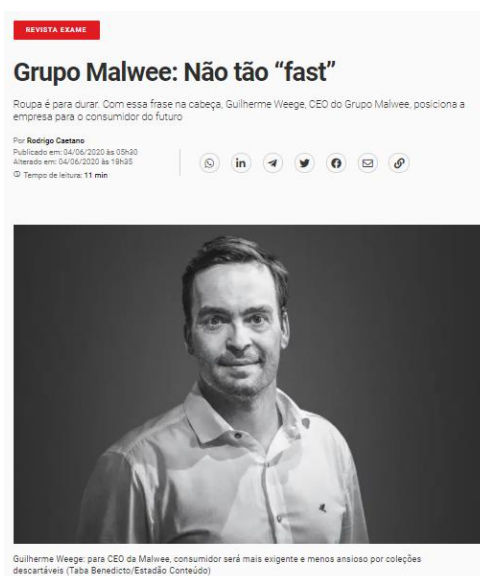 REVISTA EXAME
Grupo Malwee: Não tão “fast”
Roupa é para durar. Com essa frase na cabeça, Guilherme Weege, CEO do Grupo Malwee, posiciona a
empresa para o consumidor do futuro
Por Rodrigo Caetano
Publicado em: 04/06/2020 às 05h30
Alterado em: 04/06/2020 às 19h35
Tempo de leitura: 11 min
Guilherme Weege: para CEO da Malwee, consumidor será mais exigente e menos ansioso por coleções
descartáveis (Taba Benedicto/Estadão Conteúdo)